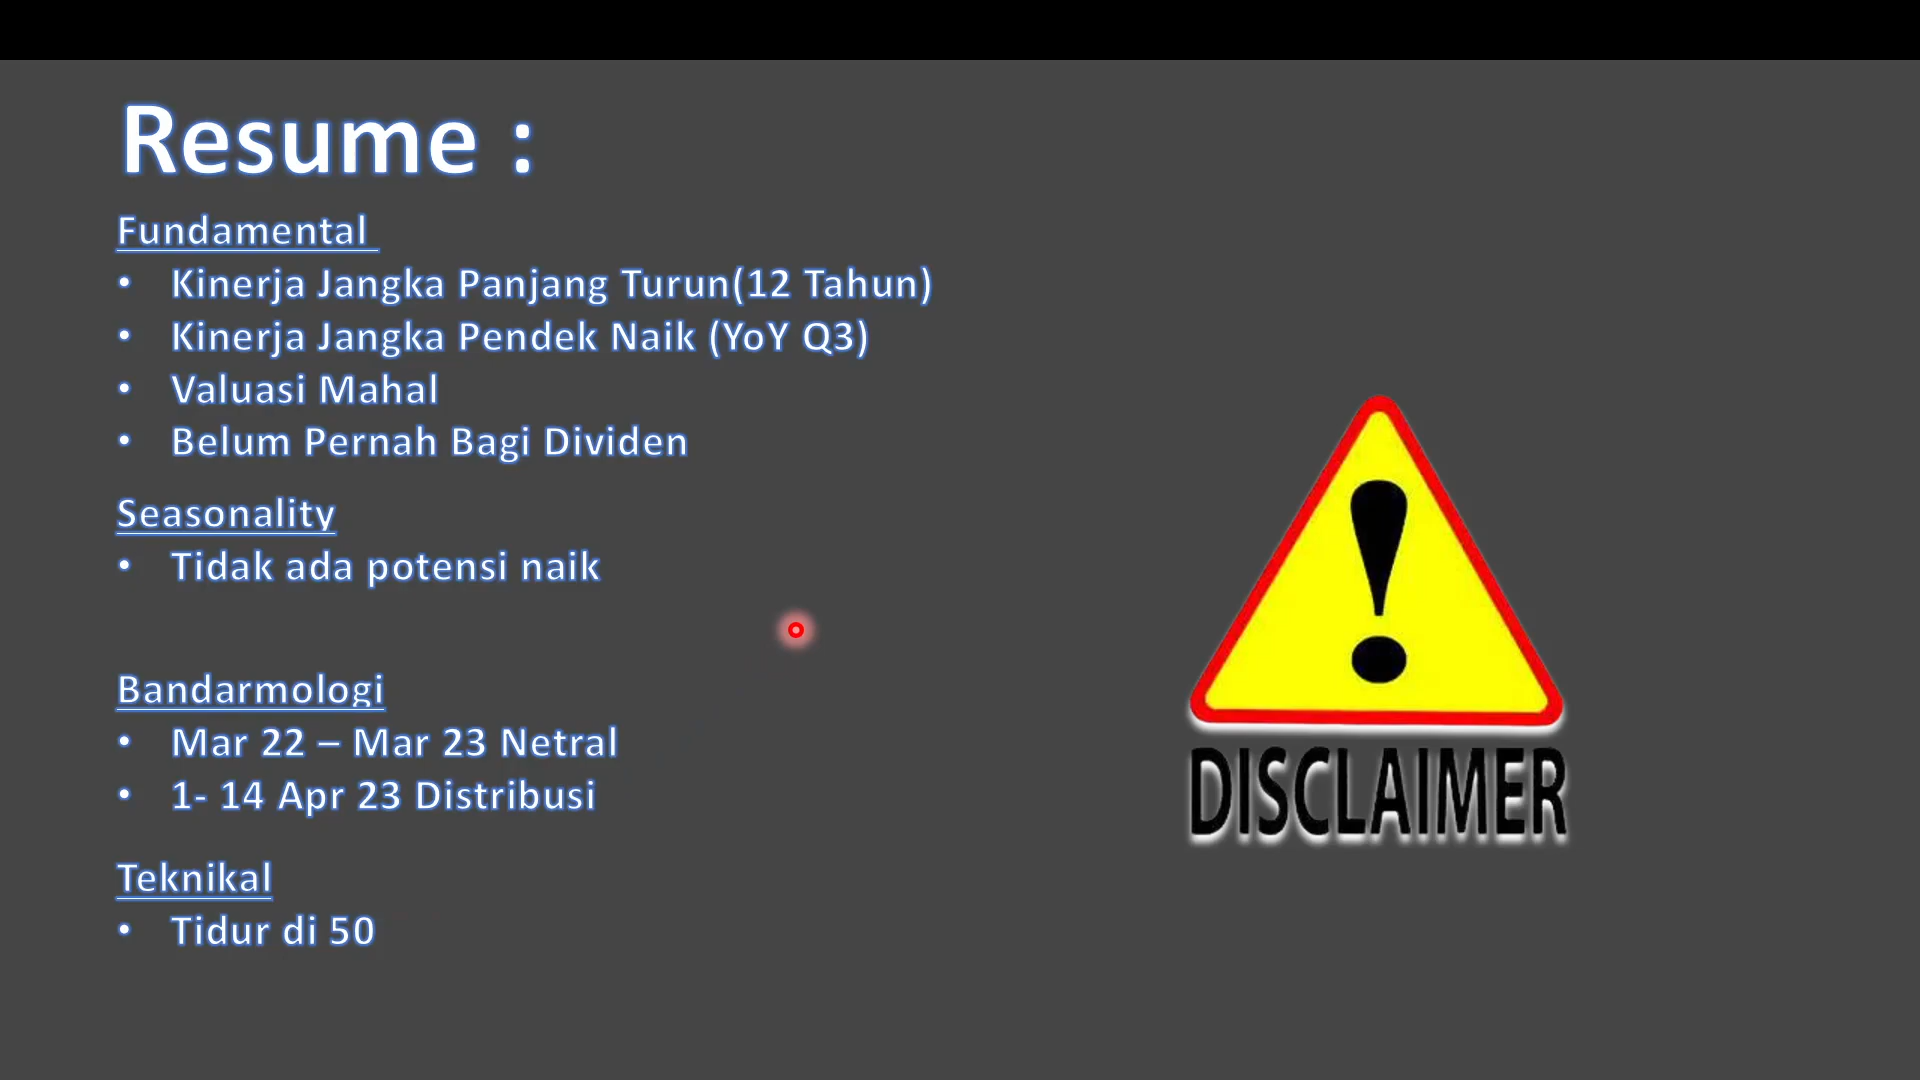 Resume :
Fundamental
• Kinerja Jangka Panjang Turun(12 Tahun)
• Kinerja Jangka Pendek Naik (YoY Q3)
• Valuasi Mahal
• Belum Pernah Bagi Dividen
Seasonality
• Tidak ada potensi naik
Bandarmologi
• Mar 22 – Mar 23 Netral
• 1- 14 Apr 23 Distribusi
Teknikal
• Tidur di 50
!
DISCLAIMER